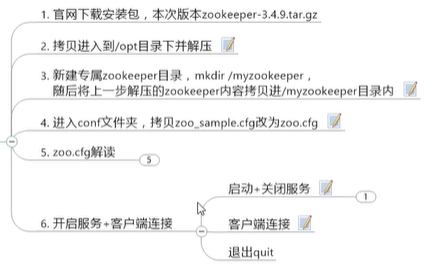 1. 官网下载安装包，本次版本zookeeper-3.4.9.tar.gz
2. 拷贝进入到/opt目录下并解压
3. 新建专属zookeeper目录，mkdir /myzookeeper，
随后将上一步解压的zookeeper内容拷贝进/myzookeeper目录内
4. 进入conf文件夹，拷贝zoo_sample.cfg改为zoo.cfg
5. zoo.cfg解读
5
6. 开启服务+客户端连接
启动+关闭服务
1
客户端连接
退出quit